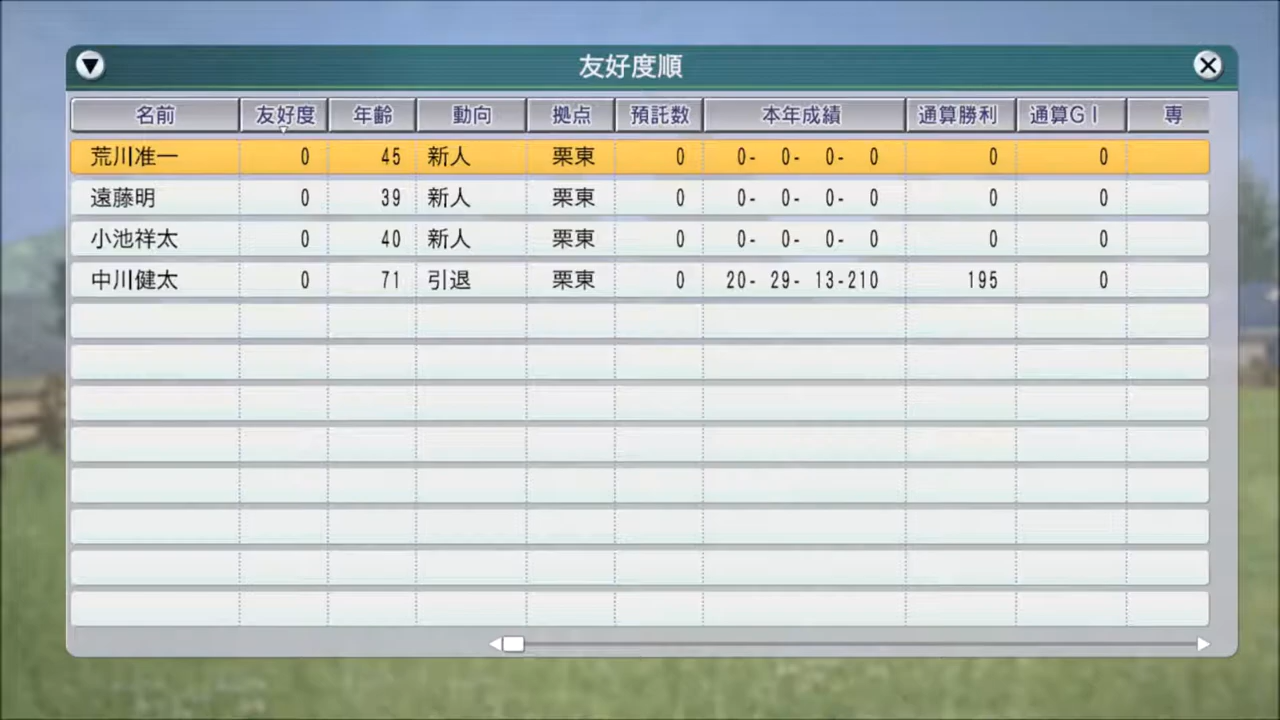 友好度順
名前 友好度 年齢 動向 拠点 預託数 本年成績 通算勝利 通算GⅠ 専
荒川准一 0 45 新人 栗東 0 0- 0- 0- 0 0 0
遠藤明 0 39 新人 栗東 0 0- 0- 0- 0 0 0
小池祥太 0 40 新人 栗東 0 0- 0- 0- 0 0 0
中川健太 0 71 引退 栗東 0 20- 29- 13-210 195 0